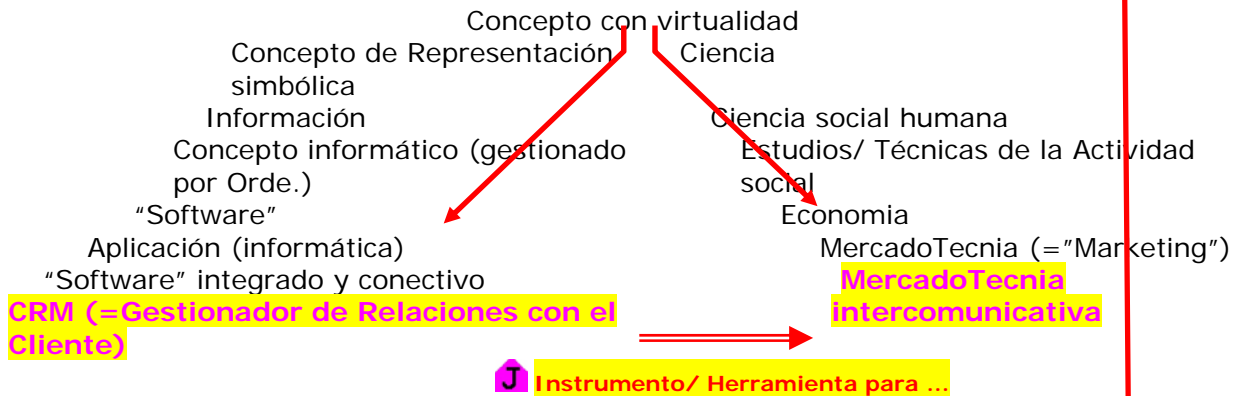 Concepto con virtualidad
Concepto de Representación simbólica
Ciencia
Información
Ciencia social humana
Concepto informático (gestionado por Orde.)
Estudios/ Técnicas de la Actividad social
“Software”
Economia
Aplicación (informática)
MercadoTecnia (=”Marketing”)
“Software” integrado y conectivo
MercadoTecnia intercomunicativa
CRM (=Gestionador de Relaciones con el Cliente)
J Instrumento/ Herramienta para ...